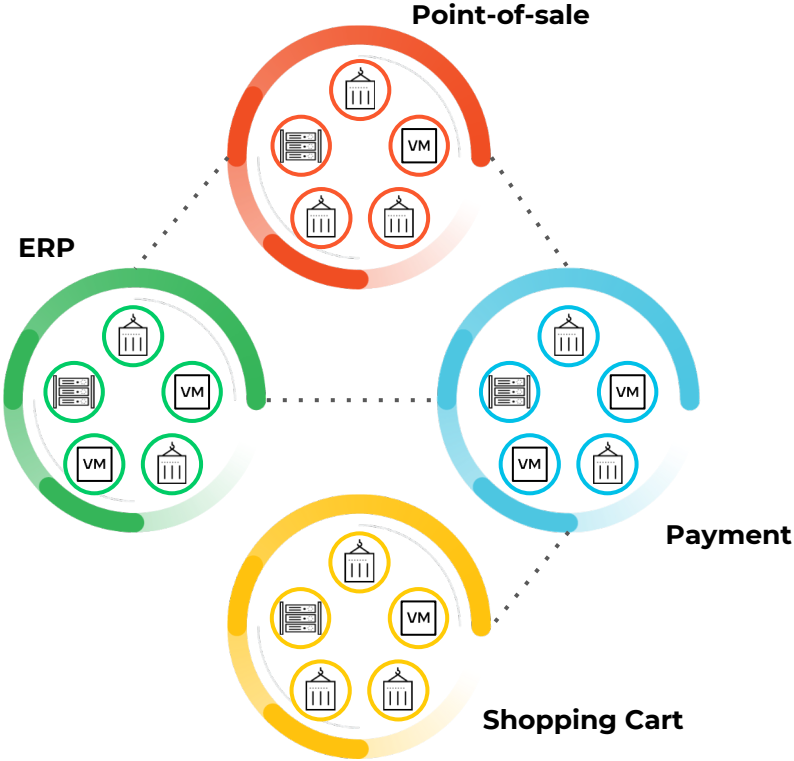 Point-of-sale
VM
ERP
VM
VM
VM
VM
Payment
VM
Shopping Cart